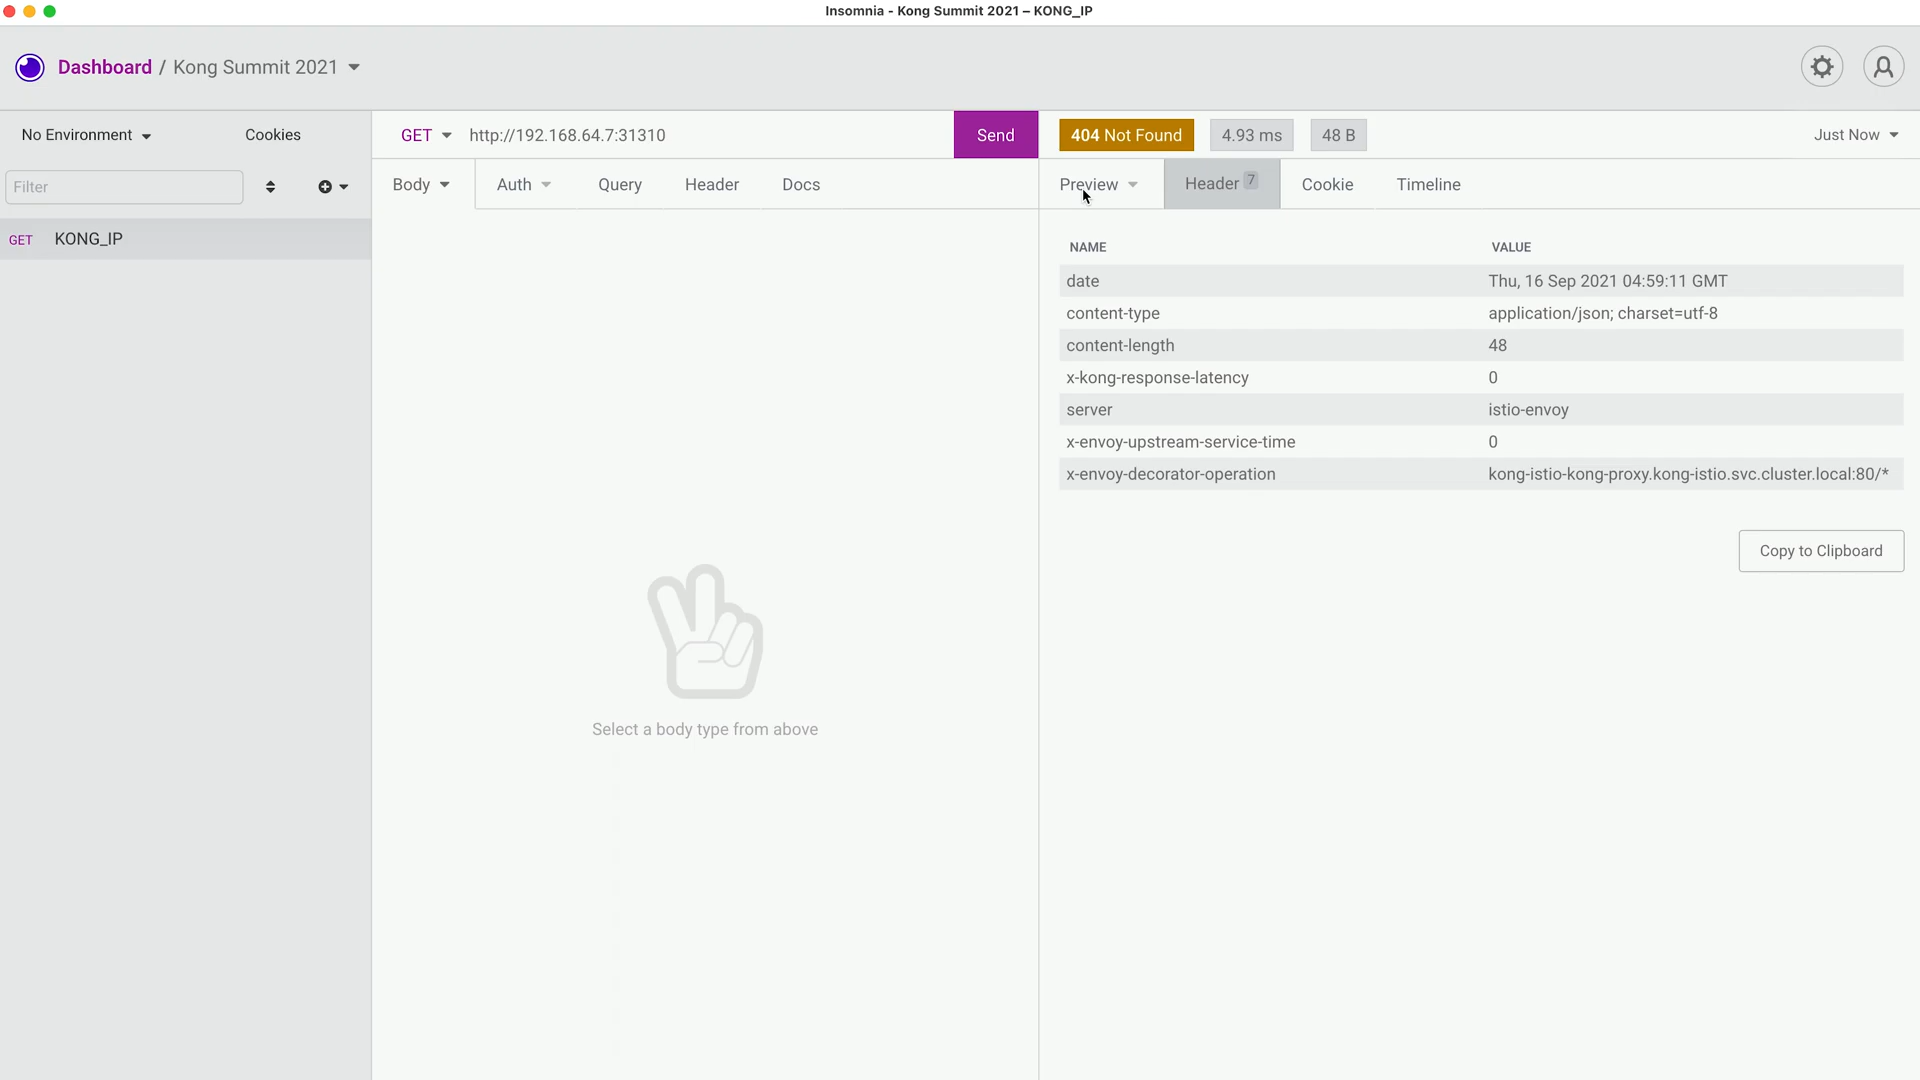 Insomnia - Kong Summit 2021 – KONG_IP
Dashboard / Kong Summit 2021
No Environment Cookies
GET http://192.168.64.7:31310 Send
404 Not Found 4.93 ms 48 B Just Now
Filter
Body Auth Query Header Docs
Preview Header 7 Cookie Timeline
GET KONG_IP
NAME VALUE
date Thu, 16 Sep 2021 04:59:11 GMT
content-type application/json; charset=utf-8
content-length 48
x-kong-response-latency 0
server istio-envoy
x-envoy-upstream-service-time 0
x-envoy-decorator-operation kong-istio-kong-proxy.kong-istio.svc.cluster.local:80/*
Copy to Clipboard
Select a body type from above